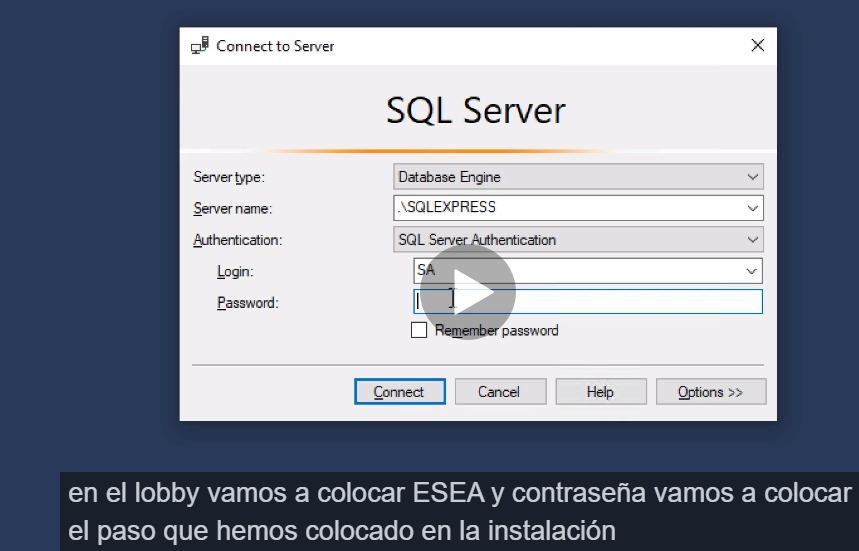 Connect to Server
SQL Server
Server type:
Database Engine
Server name:
.\SQLEXPRESS
Authentication:
SQL Server Authentication
Login:
SA
Password:
Remember password
Connect
Cancel
Help
Options >>
en el lobby vamos a colocar ESEA y contraseña vamos a colocar
el paso que hemos colocado en la instalación